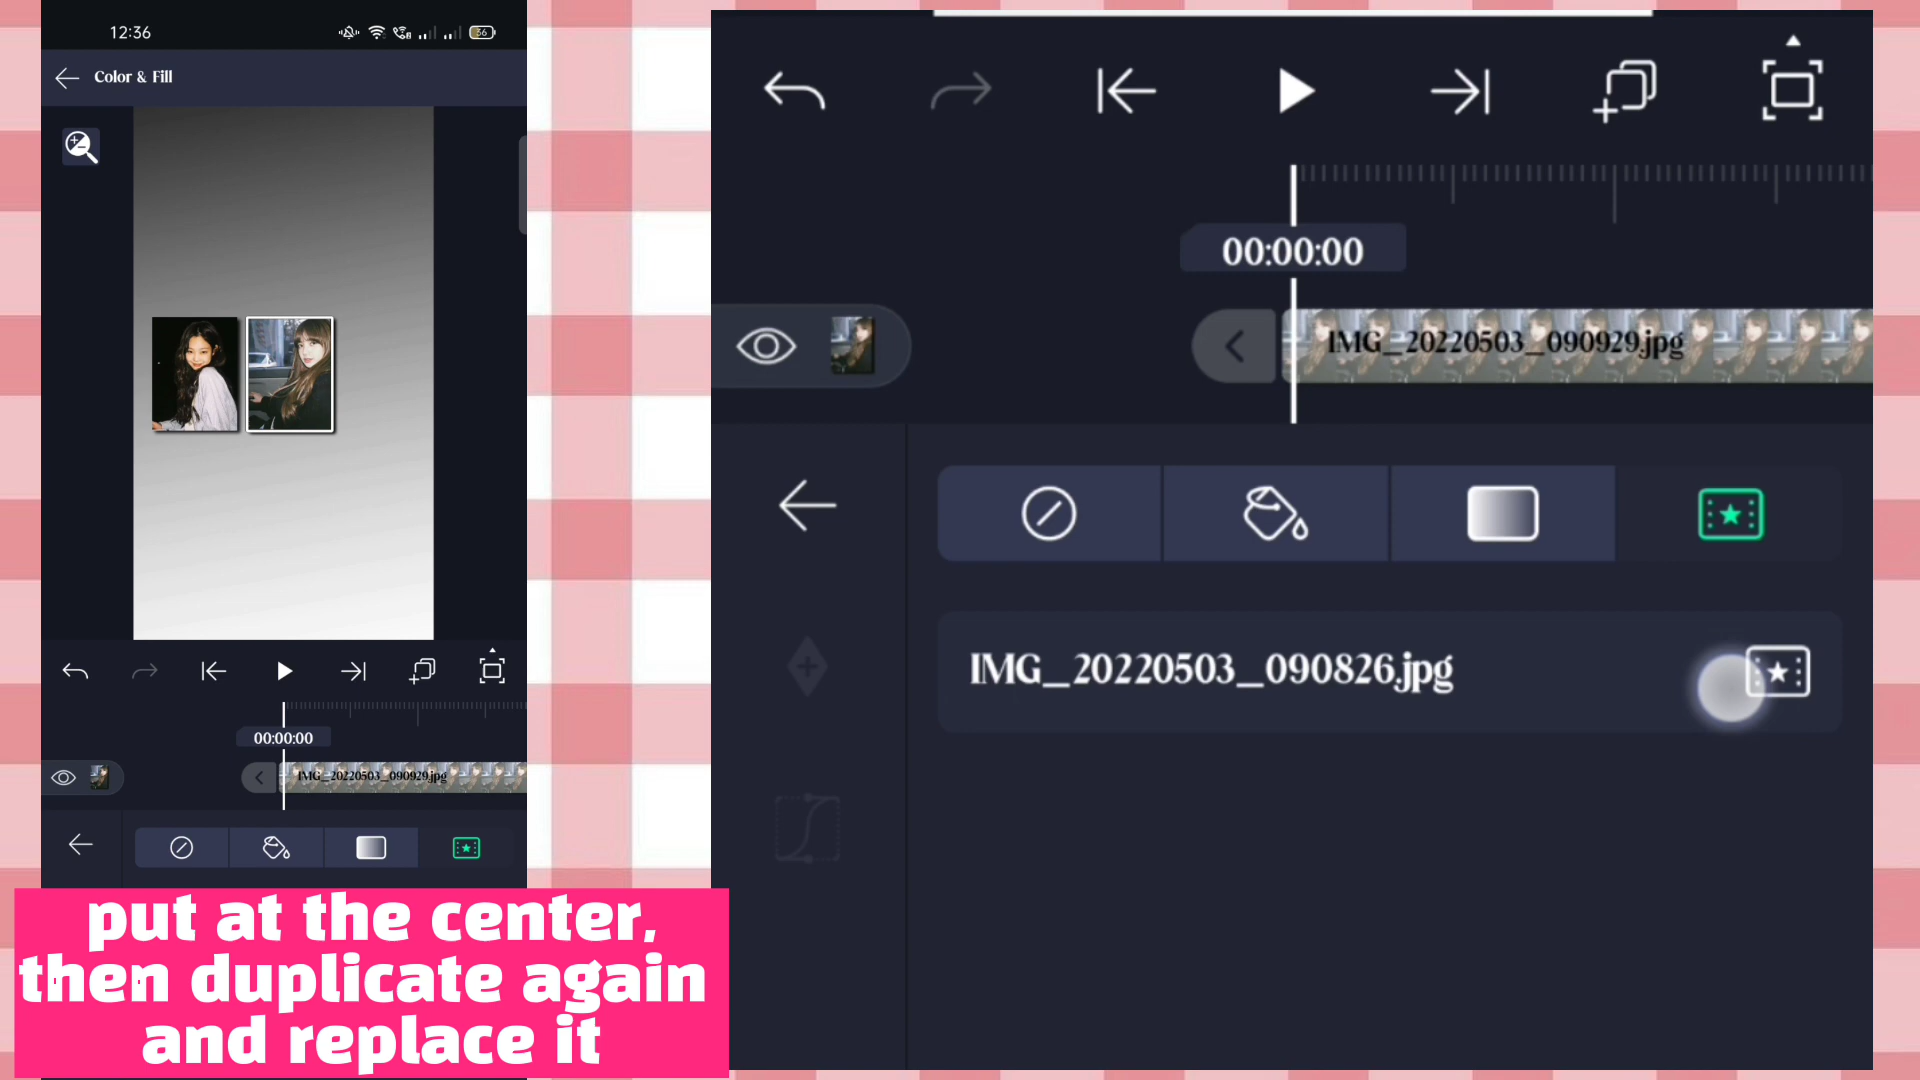 12:36
56
Color & Fill
00:00:00
IMG_20220503_090929.jpg
put at the center,
then duplicate again
and replace it
00:00:00
IMG_20220503_090929.jpg
IMG_20220503_090826.jpg